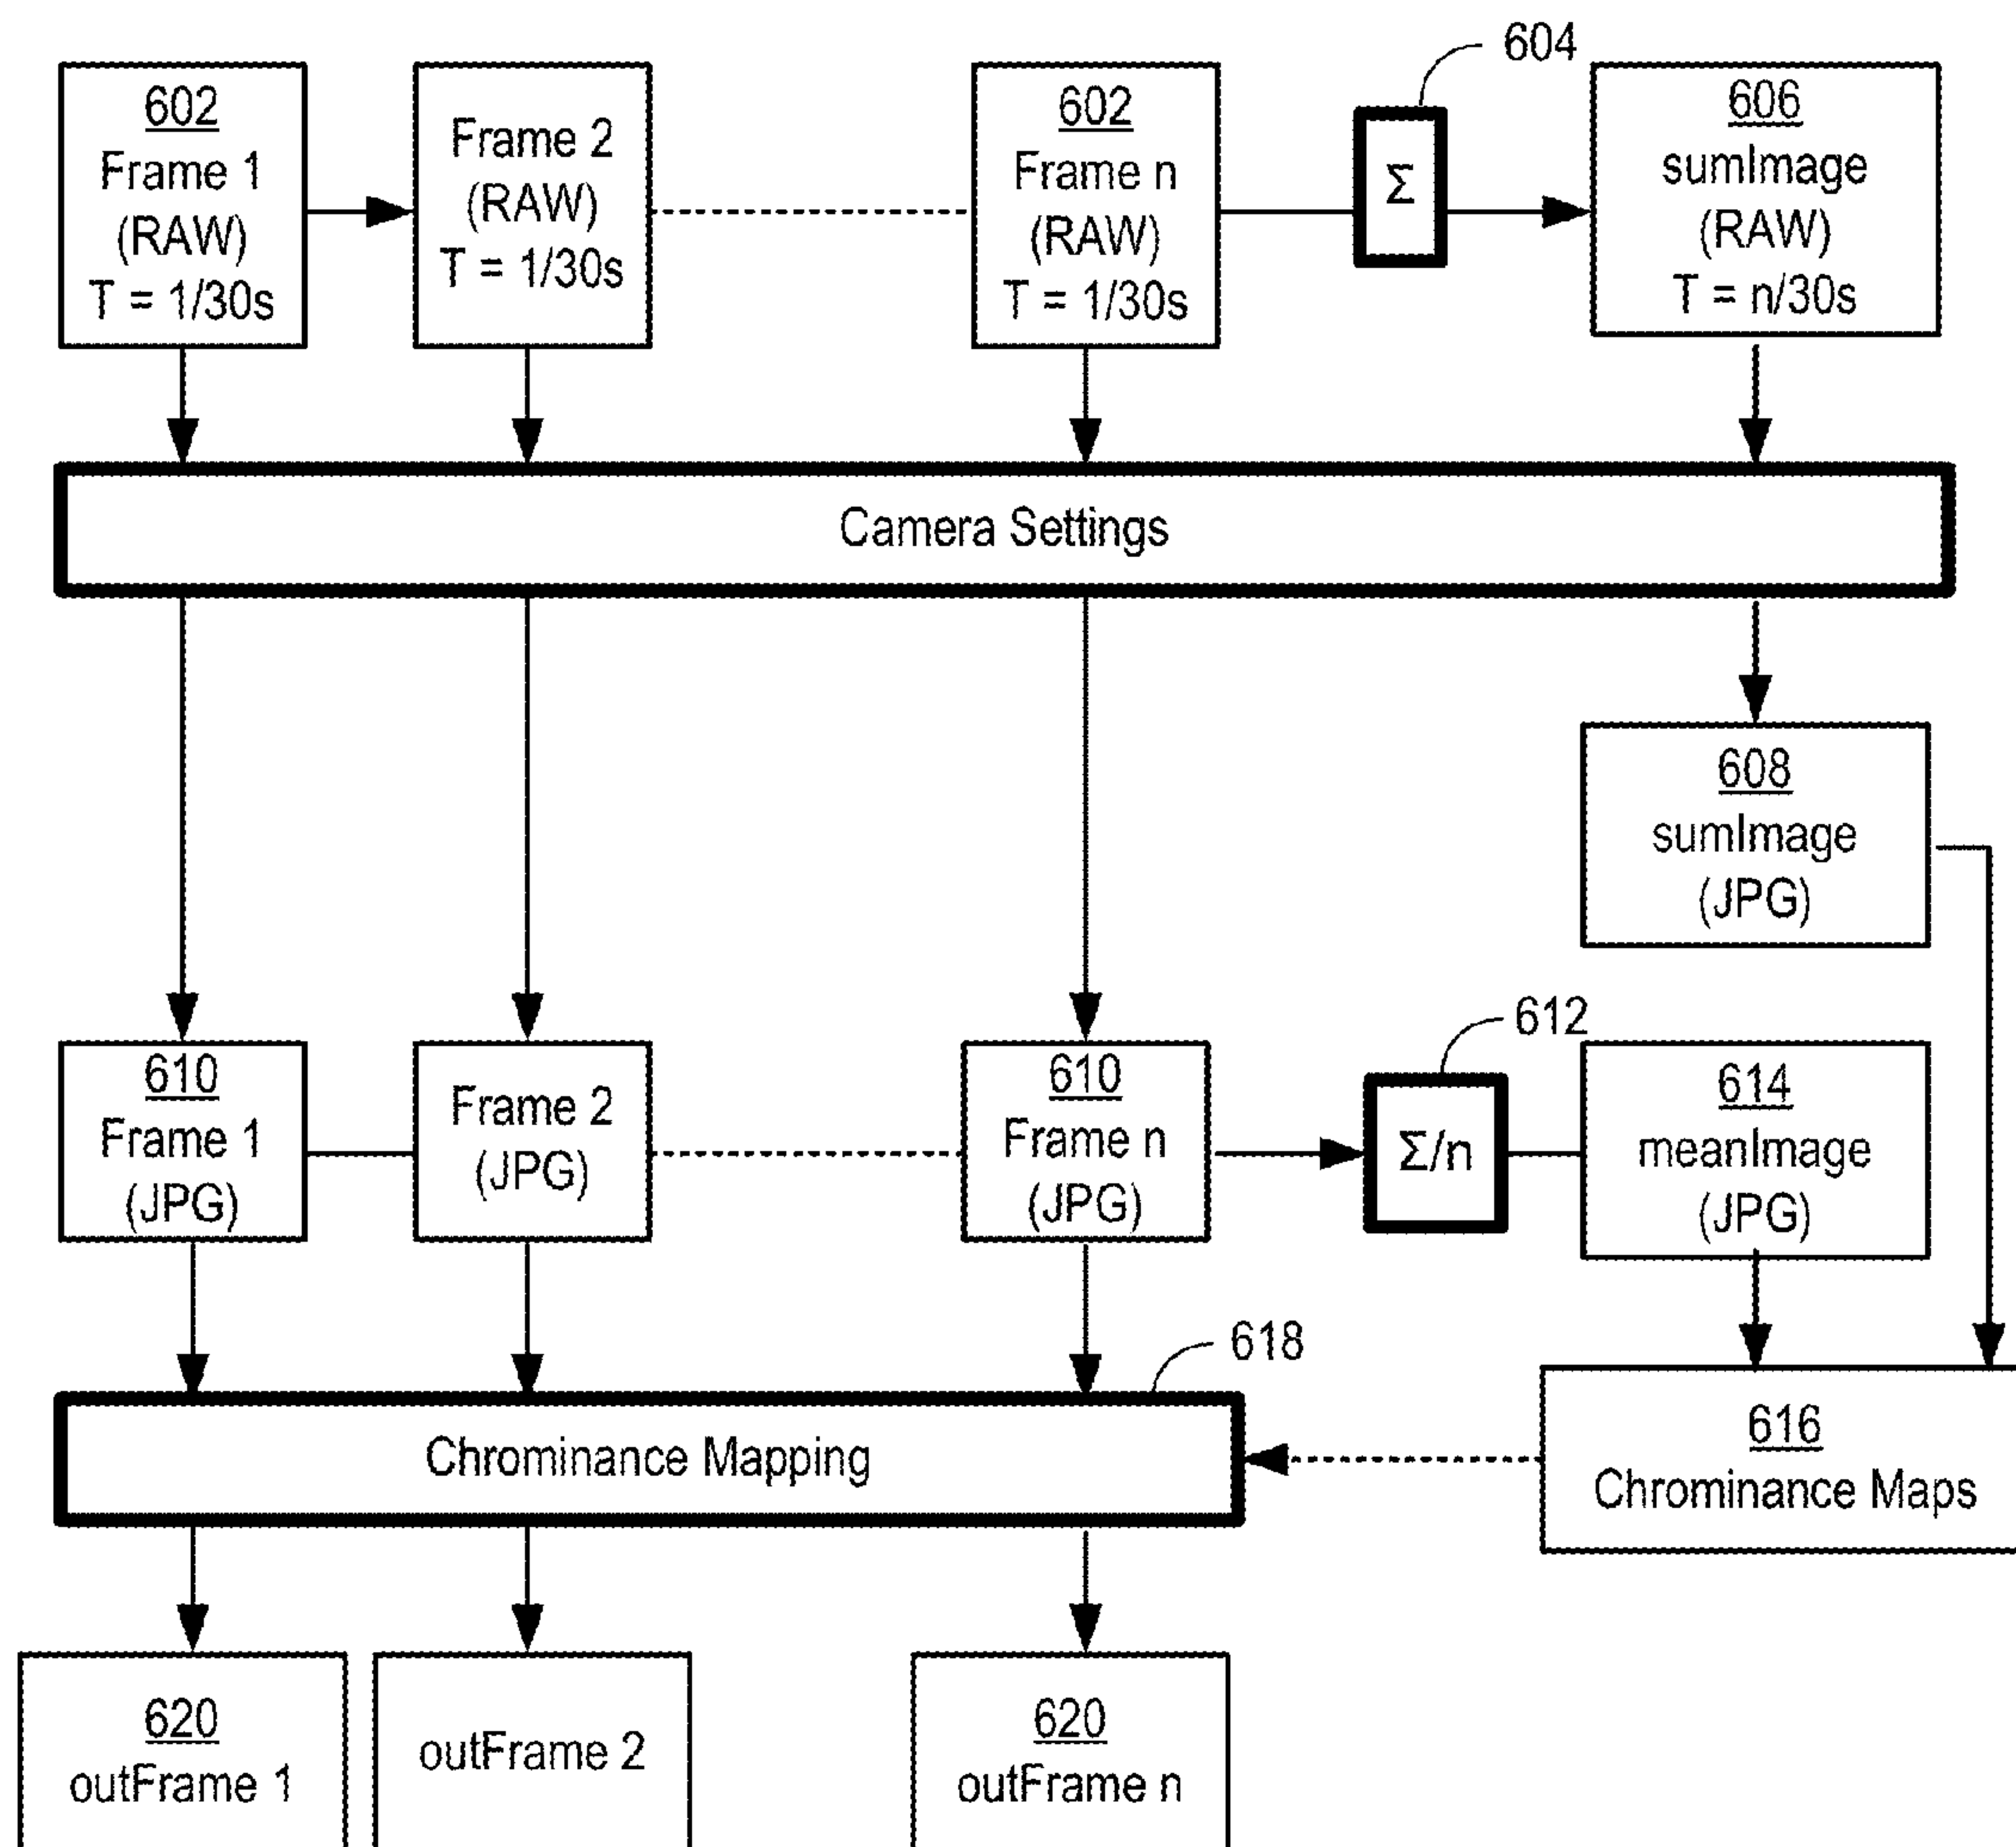 604
602
Frame 1
(RAW)
T = 1/30s
Frame 2
(RAW)
T = 1/30s
602
Frame n
(RAW)
T = 1/30s
Σ
606
sumImage
(RAW)
T = n/30s
Camera Settings
608
sumImage
(JPG)
610
Frame 1
(JPG)
Frame 2
(JPG)
610
Frame n
(JPG)
612
Σ/n
614
meanImage
(JPG)
618
Chrominance Mapping
616
Chrominance Maps
620
outFrame 1
outFrame 2
620
outFrame n